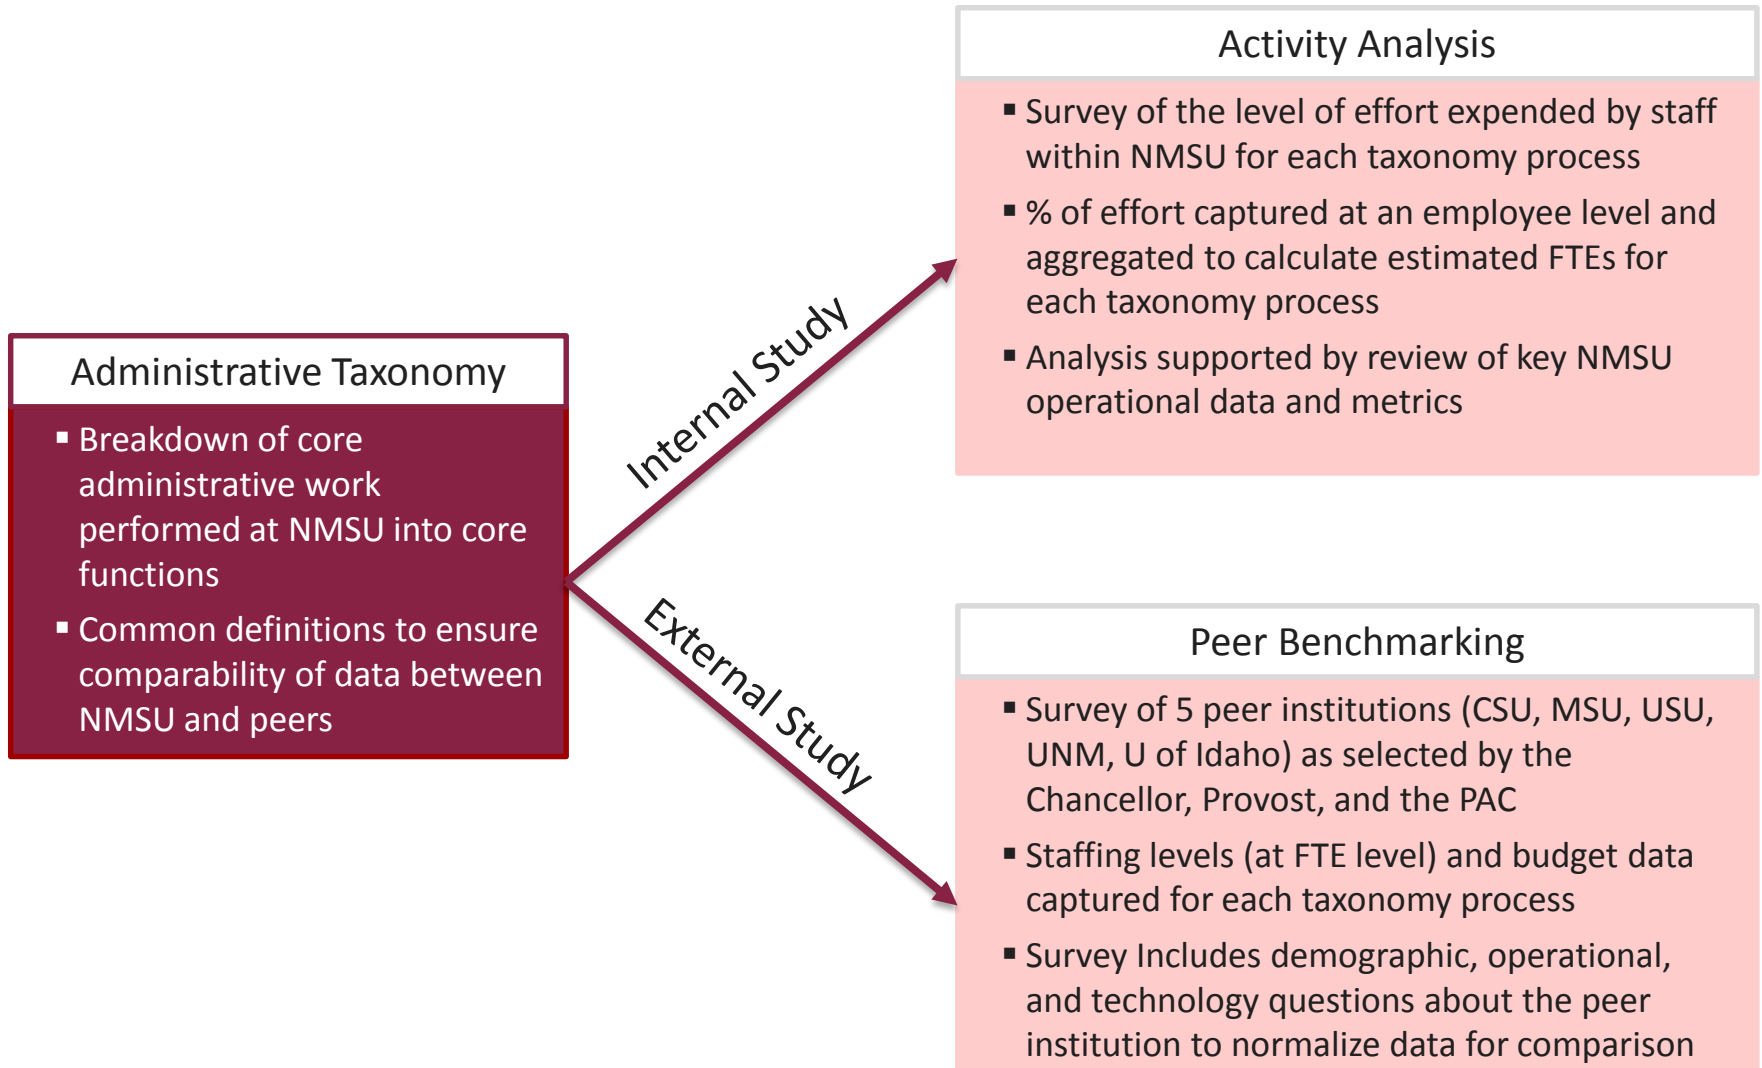 Administrative Taxonomy
▪ Breakdown of core
administrative work
performed at NMSU into core
functions
▪ Common definitions to ensure
comparability of data between
NMSU and peers
Internal Study
External Study
Activity Analysis
▪ Survey of the level of effort expended by staff
within NMSU for each taxonomy process
▪ % of effort captured at an employee level and
aggregated to calculate estimated FTEs for
each taxonomy process
▪ Analysis supported by review of key NMSU
operational data and metrics
Peer Benchmarking
▪ Survey of 5 peer institutions (CSU, MSU, USU,
UNM, U of Idaho) as selected by the
Chancellor, Provost, and the PAC
▪ Staffing levels (at FTE level) and budget data
captured for each taxonomy process
▪ Survey Includes demographic, operational,
and technology questions about the peer
institution to normalize data for comparison